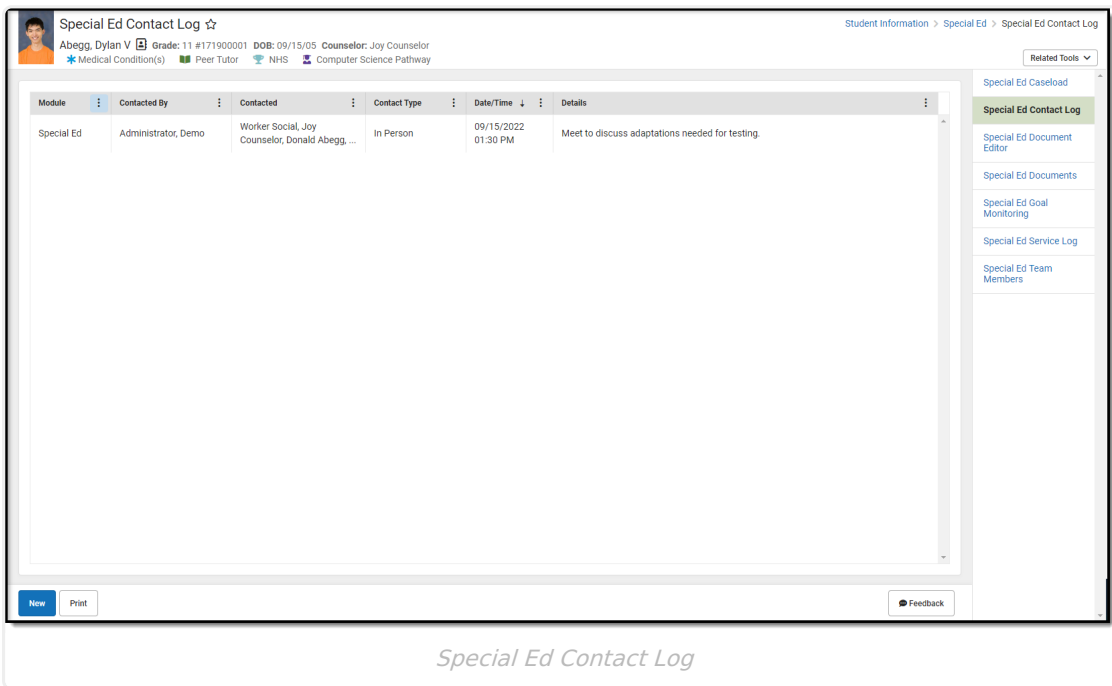 Special Ed Contact Log
Student Information > Special Ed > Special Ed Contact Log
Abegg, Dylan V Grade: 11 #171900001 DOB: 09/15/05 Counselor: Joy Counselor
Medical Condition(s) Peer Tutor NHS Computer Science Pathway
Related Tools
Module Contacted By Contacted Contact Type Date/Time ↓ Details
Special Ed Administrator, Demo Worker Social, Joy In Person 09/15/2022 Meet to discuss adaptations needed for testing.
Counselor, Donald Abegg, ... 01:30 PM
Special Ed Caseload
Special Ed Contact Log
Special Ed Document
Editor
Special Ed Documents
Special Ed Goal
Monitoring
Special Ed Service Log
Special Ed Team
Members
New Print Feedback
Special Ed Contact Log